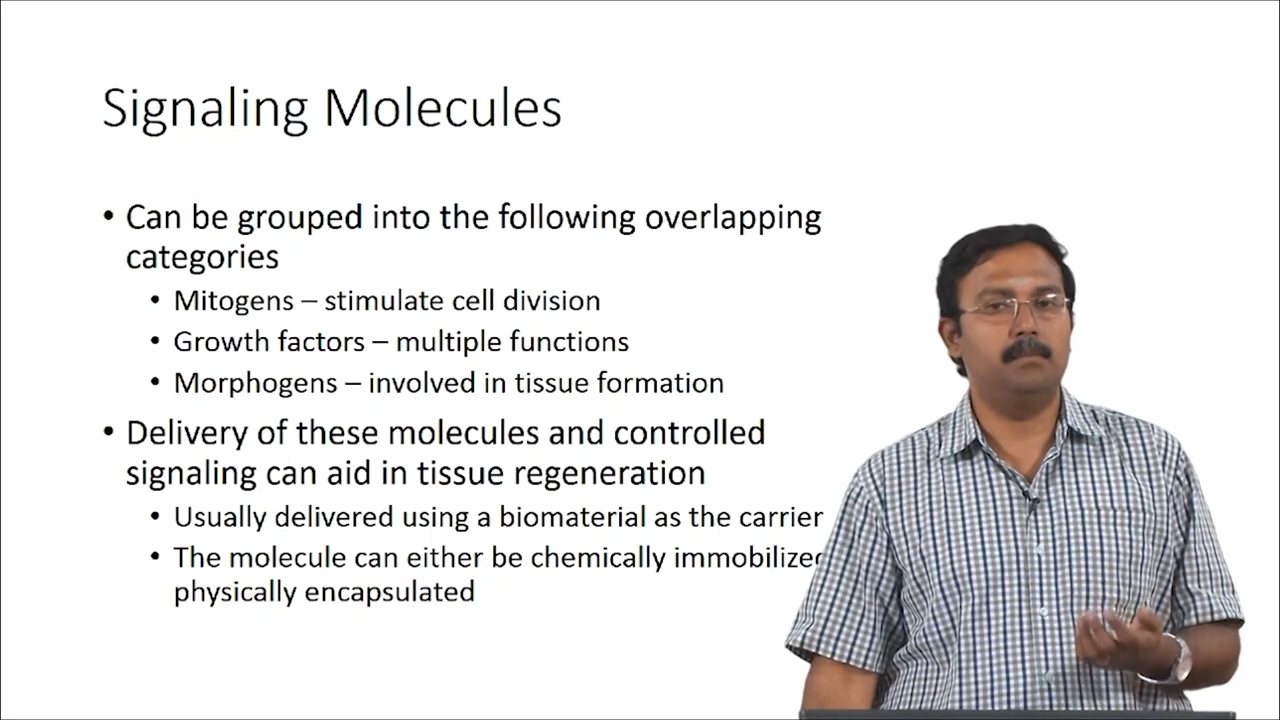 Signaling Molecules
• Can be grouped into the following overlapping
categories
• Mitogens – stimulate cell division
• Growth factors – multiple functions
• Morphogens – involved in tissue formation
• Delivery of these molecules and controlled
signaling can aid in tissue regeneration
• Usually delivered using a biomaterial as the carrier
• The molecule can either be chemically immobilized
physically encapsulated